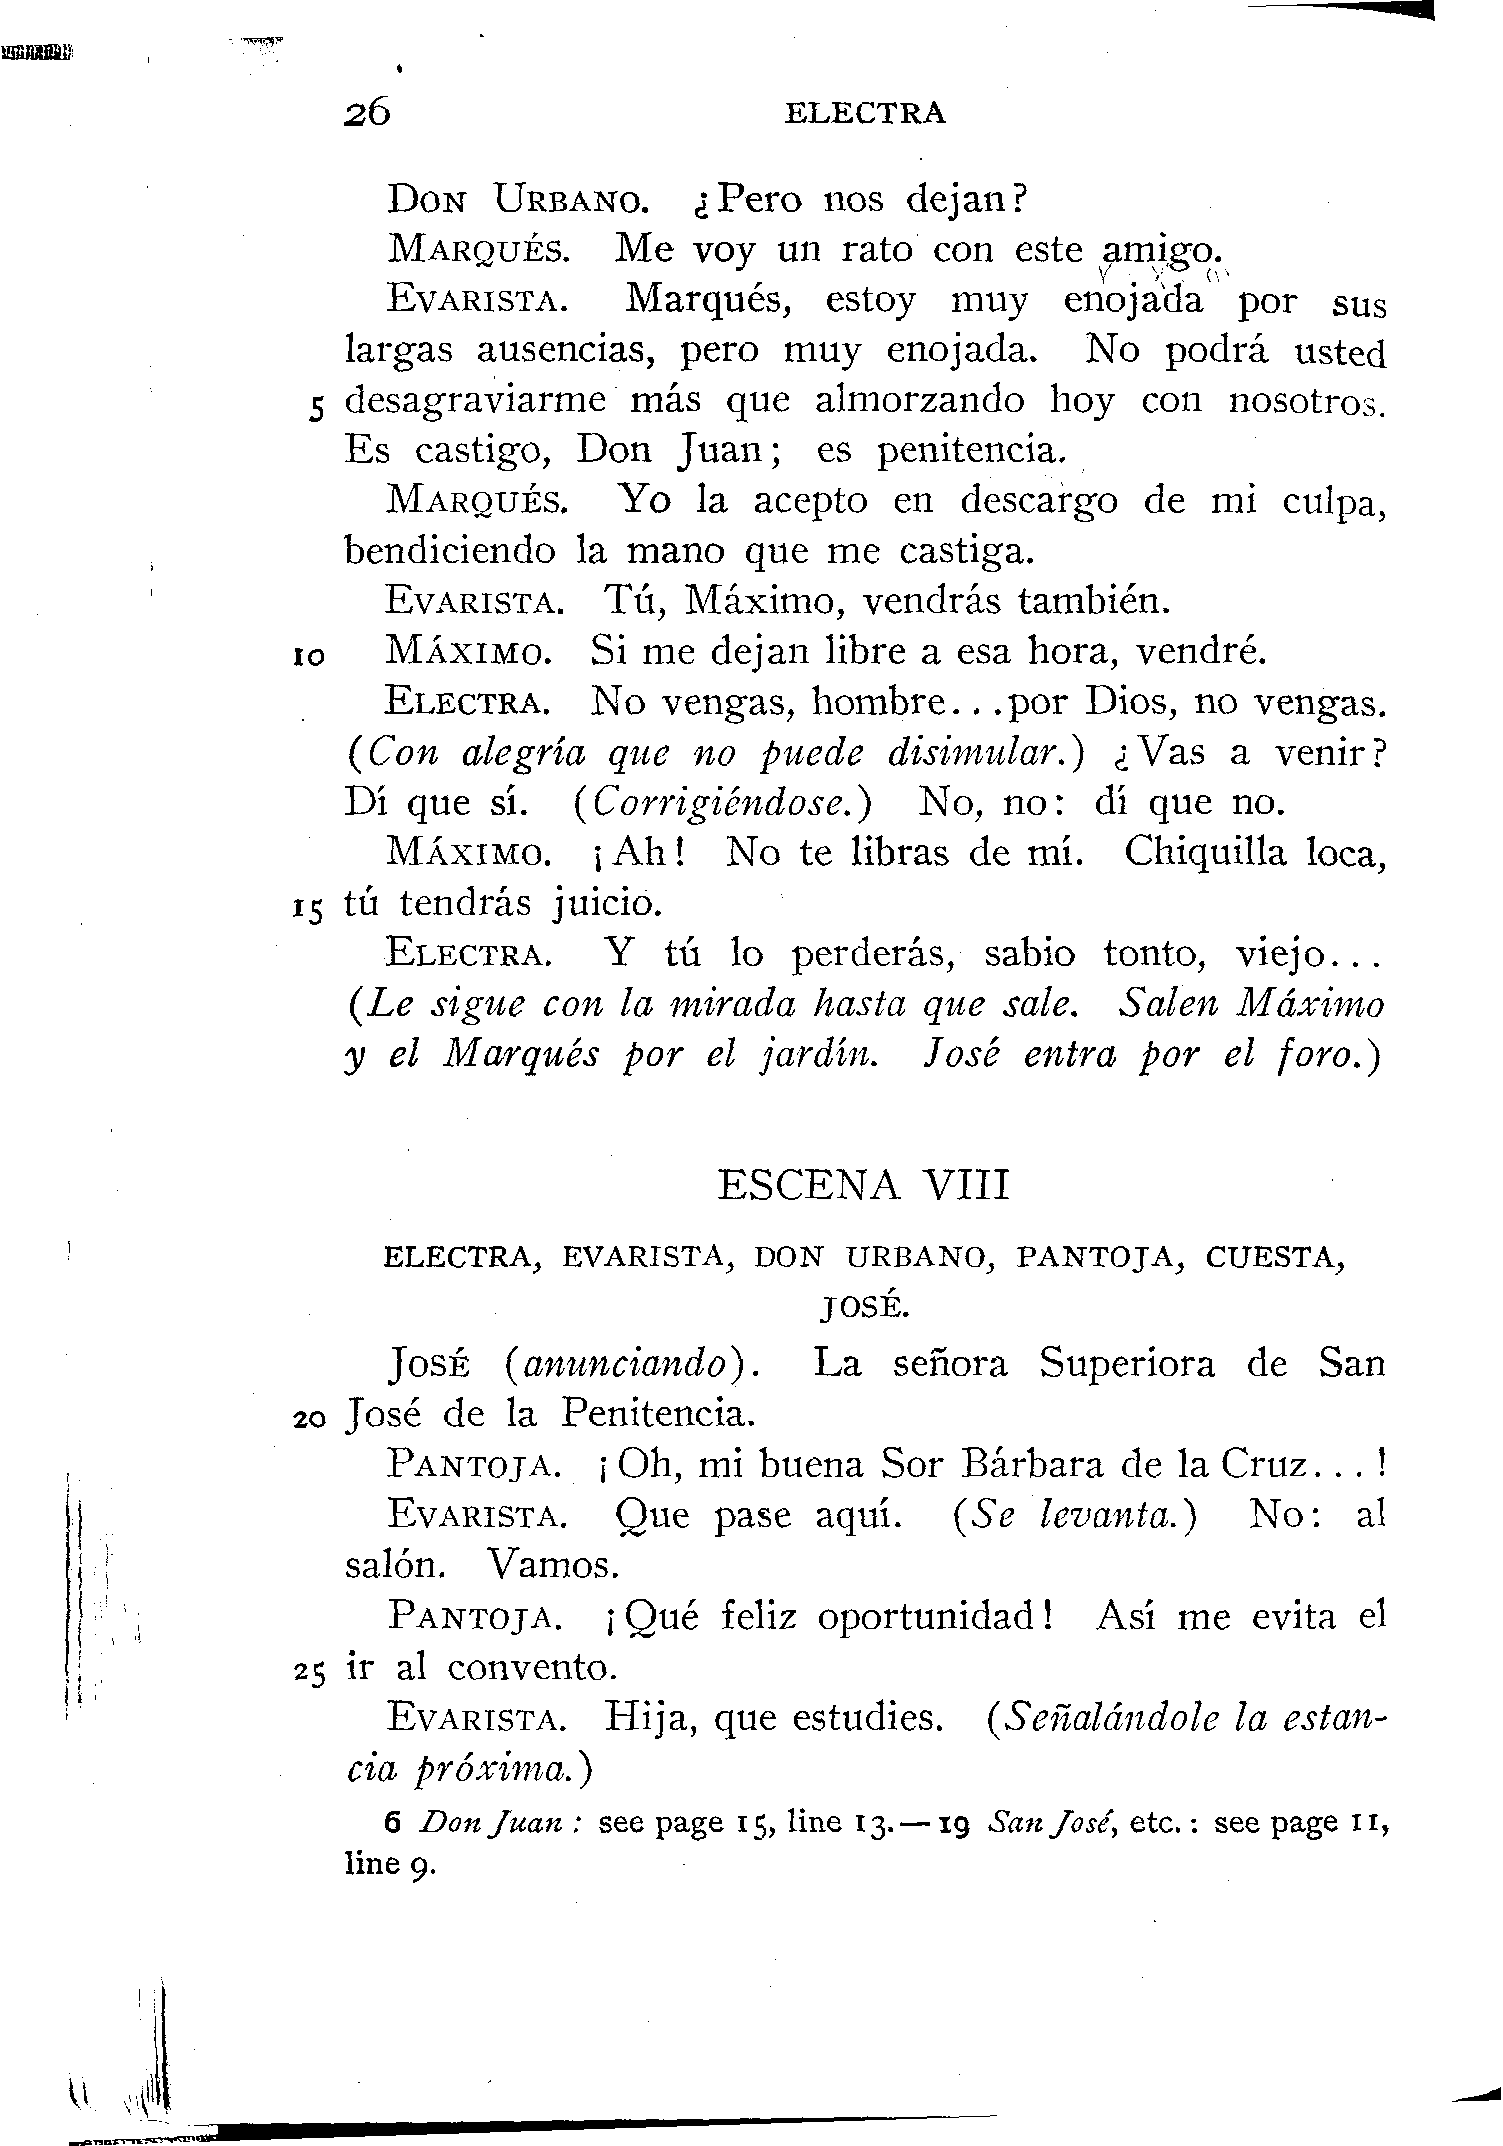 26 ELECTRA
DON URBANO. ¿Pero nos dejan?
MARQUÉS. Me voy un rato con este amigo.
EVARISTA. Marqués, estoy muy enojada por sus
largas ausencias, pero muy enojada. No podrá usted
5 desagraviarme más que almorzando hoy con nosotros.
Es castigo, Don Juan; es penitencia.
MARQUÉS. Yo la acepto en descargo de mi culpa,
bendiciendo la mano que me castiga.
EVARISTA. Tú, Máximo, vendrás también.
10 MÁXIMO. Si me dejan libre a esa hora, vendré.
ELECTRA. No vengas, hombre...por Dios, no vengas.
(Con alegría que no puede disimular.) ¿Vas a venir?
Dí que sí. (Corrigiéndose.) No, no: dí que no.
MÁXIMO. ¡Ah! No te libras de mí. Chiquilla loca,
15 tú tendrás juicio.
ELECTRA. Y tú lo perderás, sabio tonto, viejo...
(Le sigue con la mirada hasta que sale. Salen Máximo
y el Marqués por el jardín. José entra por el foro.)
ESCENA VIII
ELECTRA, EVARISTA, DON URBANO, PANTOJA, CUESTA,
JOSÉ.
JOSÉ (anunciando). La señora Superiora de San
20 José de la Penitencia.
PANTOJA. ¡Oh, mi buena Sor Bárbara de la Cruz...!
EVARISTA. Que pase aquí. (Se levanta.) No: al
salón. Vamos.
PANTOJA. ¡Qué feliz oportunidad! Así me evita el
25 ir al convento.
EVARISTA. Hija, que estudies. (Señalándole la estan-
cia próxima.)
6 Don Juan: see page 15, line 13.—19 San José, etc.: see page 11,
line 9.